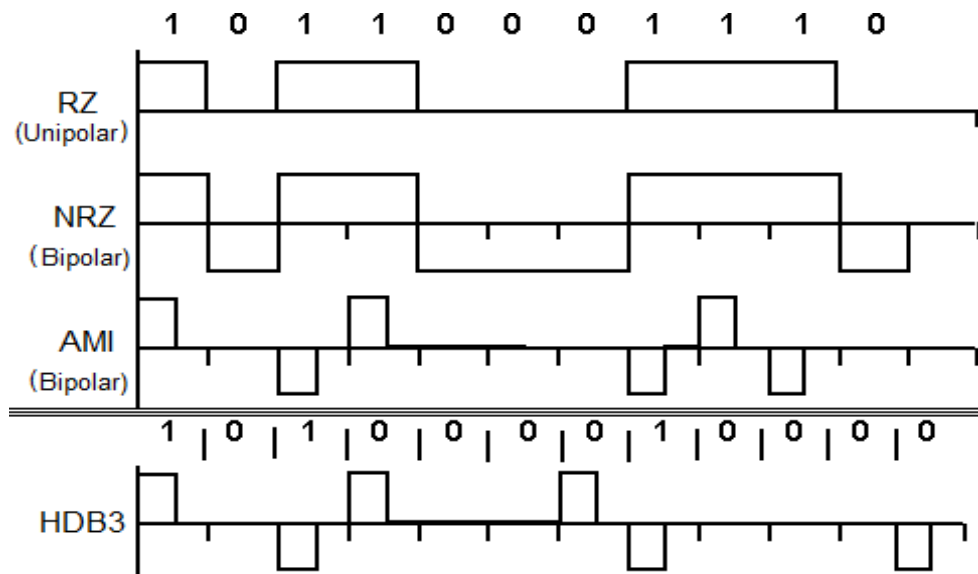 1 0 1 1 0 0 0 1 1 1 0
RZ
(Unipolar)
NRZ
(Bipolar)
AMI
(Bipolar)
1 | 0 | 1 | 0 | 0 | 0 | 0 | 1 | 0 | 0 | 0 | 0
HDB3